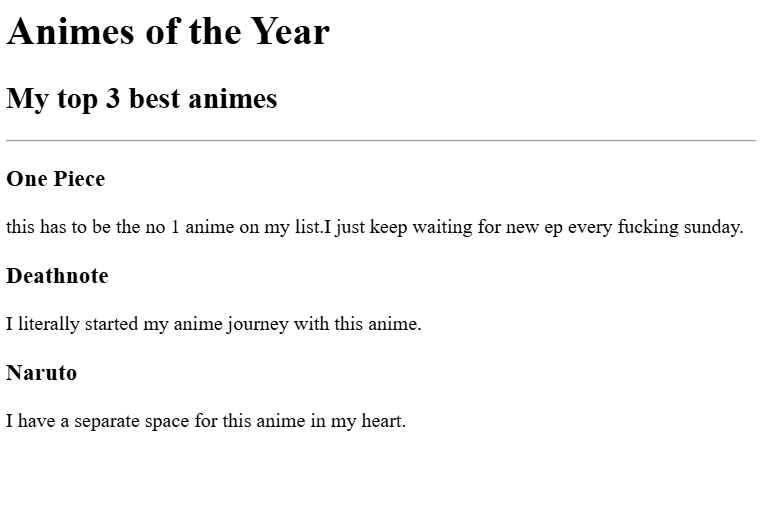 Animes of the Year
My top 3 best animes
One Piece
this has to be the no 1 anime on my list.I just keep waiting for new ep every fucking sunday.
Deathnote
I literally started my anime journey with this anime.
Naruto
I have a separate space for this anime in my heart.